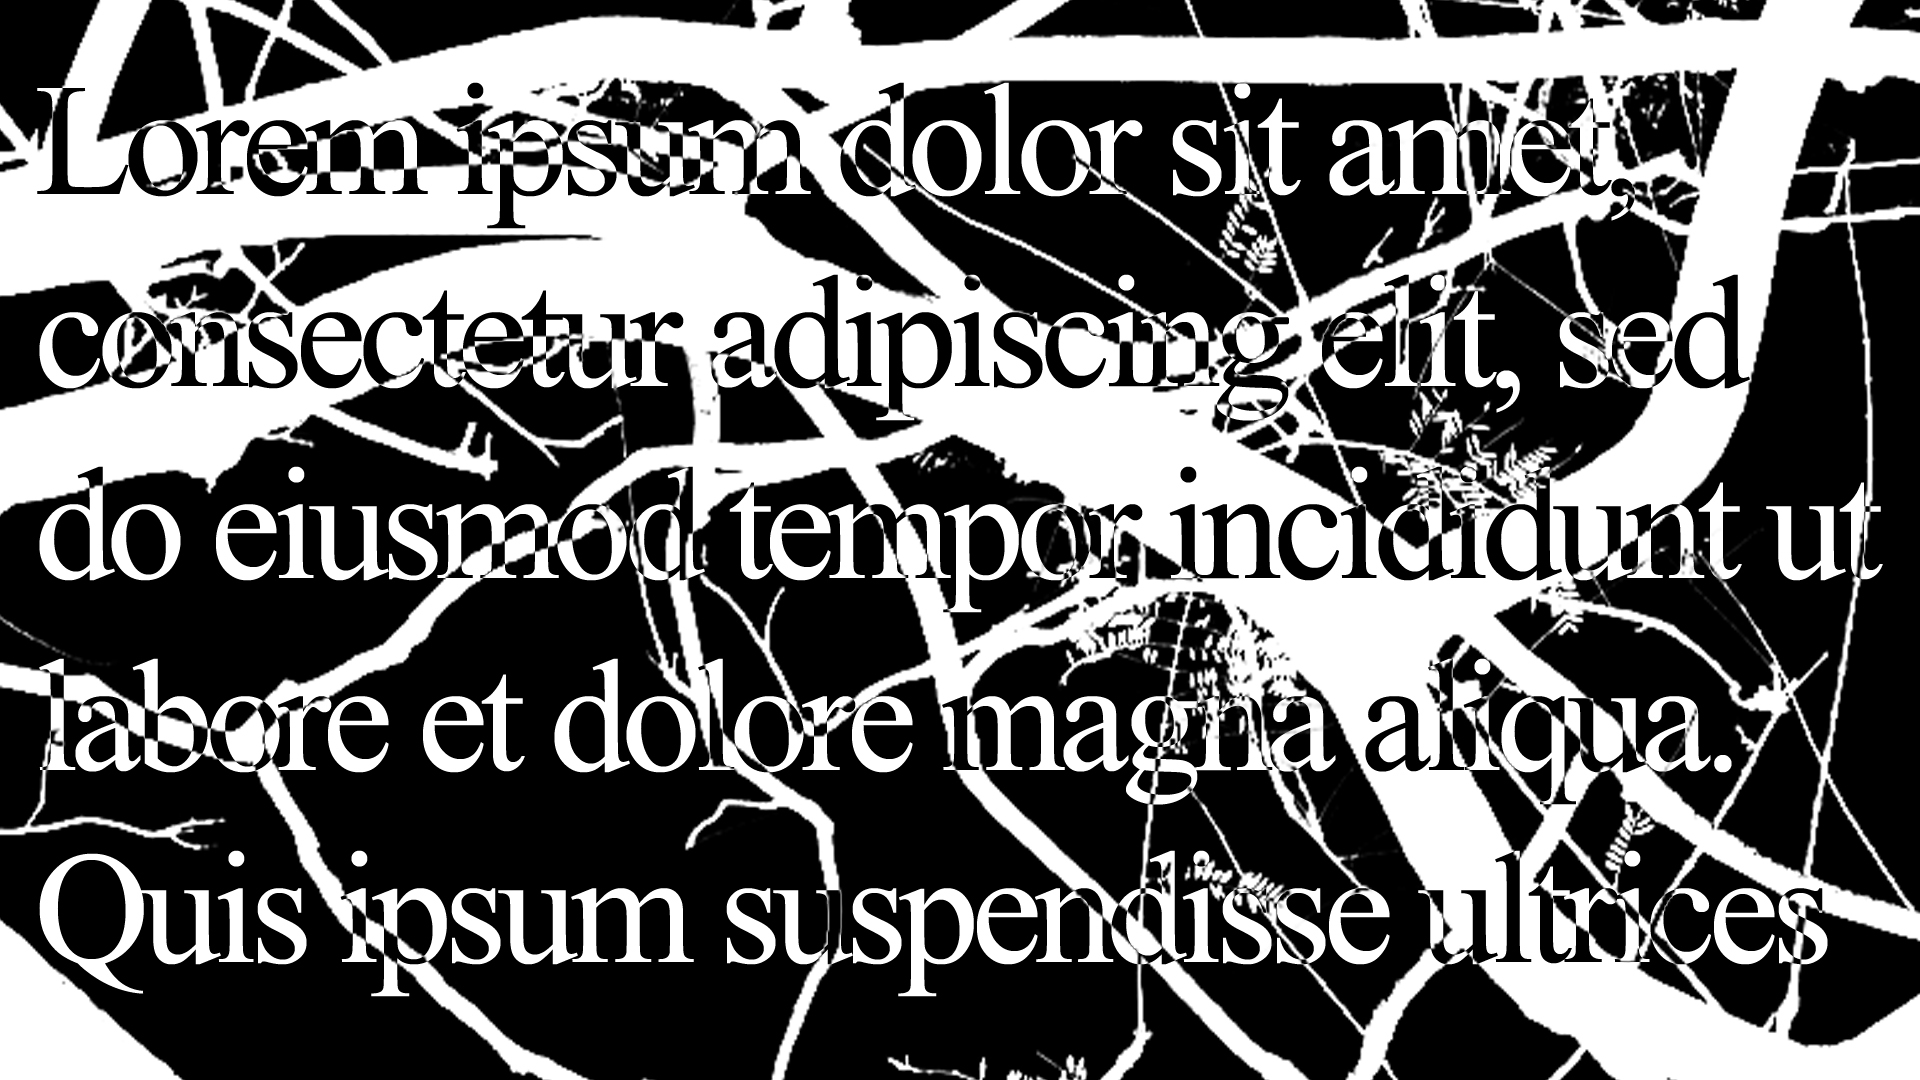 Lorem ipsum dolor sit amet,
consectetur adipiscing elit, sed
do eiusmod tempor incididunt ut
labore et dolore magna aliqua.
Quis ipsum suspendisse ultrices